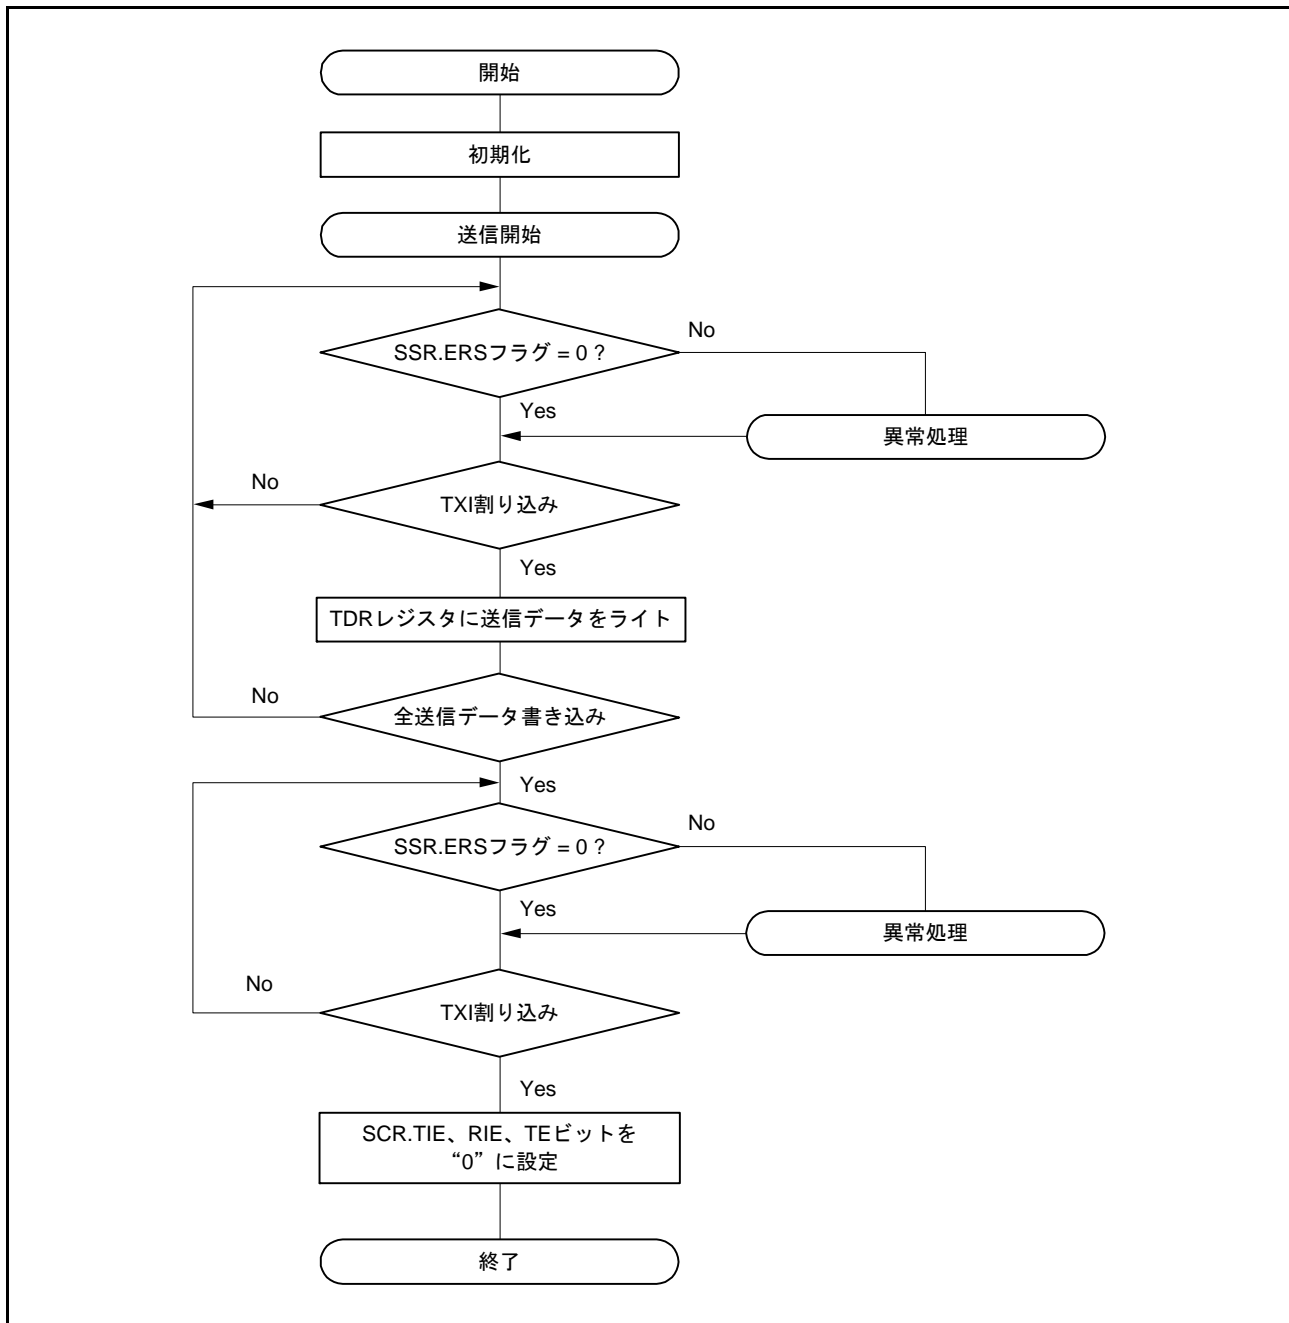 開始
初期化
送信開始
SSR.ERSフラグ = 0 ?
No
Yes
異常処理
No
TXI割り込み
Yes
TDRレジスタに送信データをライト
No
全送信データ書き込み
Yes
SSR.ERSフラグ = 0 ?
No
Yes
異常処理
No
TXI割り込み
Yes
SCR.TIE、RIE、TEビットを
“0”に設定
終了